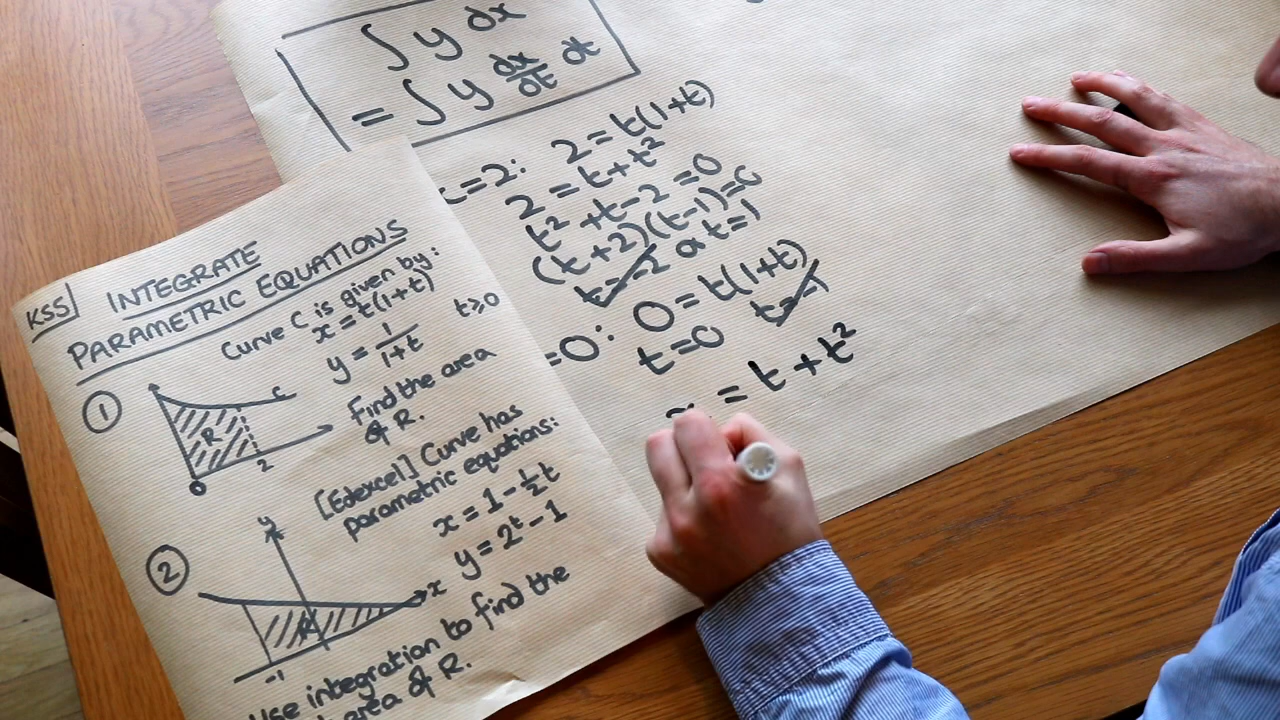 ∫ y dx
= ∫ y dx/dt dt
=2: 2 = t(1+t)
2 = t + t²
t² + t - 2 = 0
(t+2)(t-1) = 0
t = -2 or t = 1
=0: 0 = t(1+t)
t = 0 t = -1
= t + t²
KS5 INTEGRATE
PARAMETRIC EQUATIONS
① Curve C is given by:
x = t(1+t)
y = 1/(1+t) t ≥ 0
Find the area
of R.
C
R
2
O
② [Edexcel] Curve has
parametric equations:
x = 1 - ½t
y = 2^t - 1
y
x
R
-1
Use integration to find the
area of R.